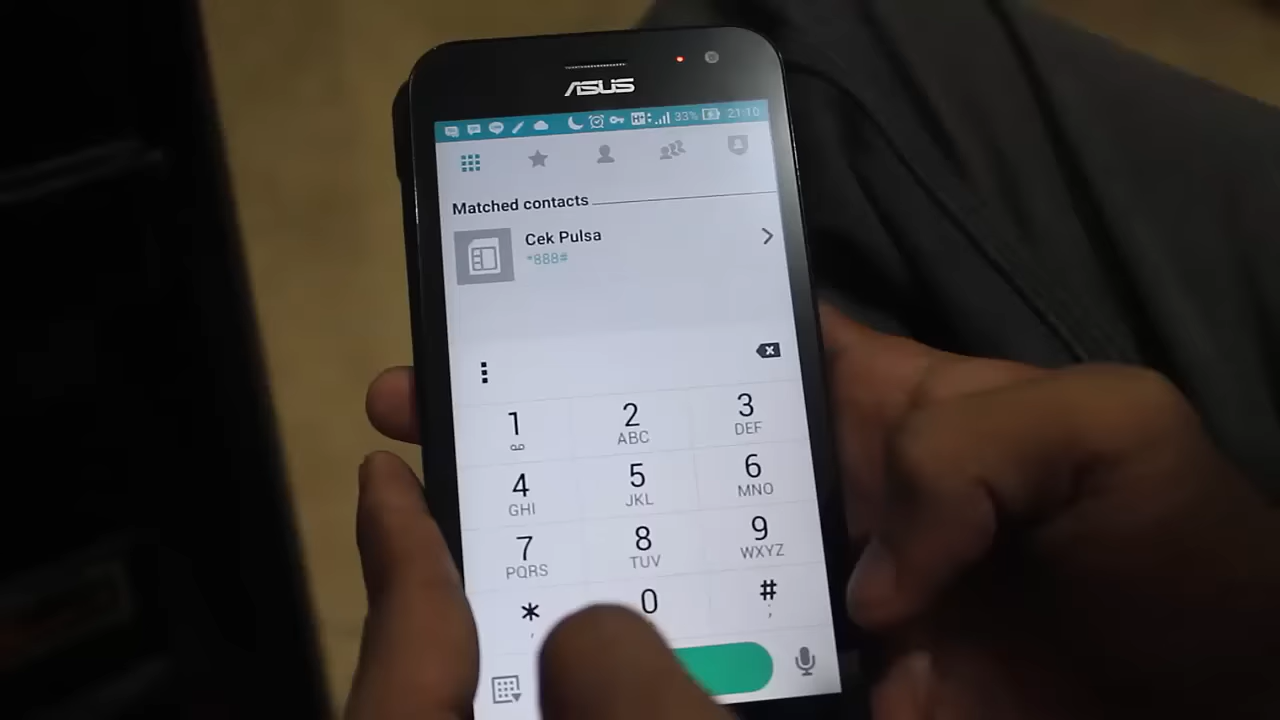 ASUS
33% 21:10
Matched contacts
Cek Pulsa
*888#
1 2 3
ABC DEF
4 5 6
GHI JKL MNO
7 8 9
PQRS TUV WXYZ
* 0 #
, ;